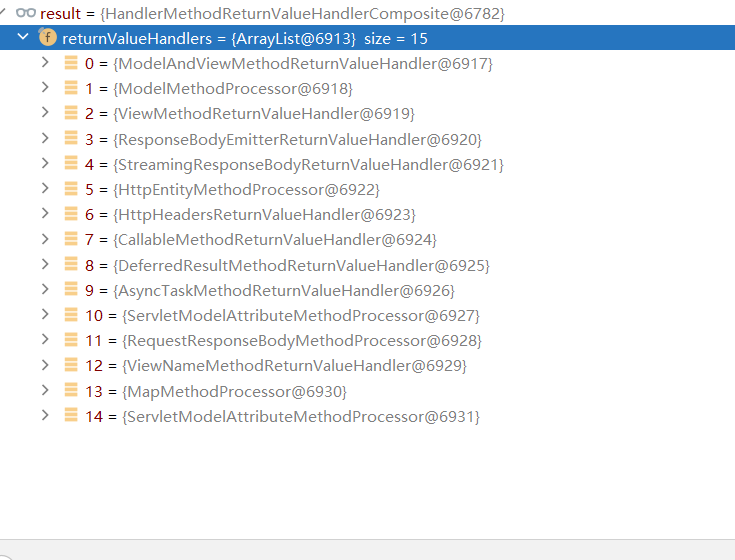 result = {HandlerMethodReturnValueHandlerComposite@6782}
f returnValueHandlers = {ArrayList@6913} size = 15
0 = {ModelAndViewMethodReturnValueHandler@6917}
1 = {ModelMethodProcessor@6918}
2 = {ViewMethodReturnValueHandler@6919}
3 = {ResponseBodyEmitterReturnValueHandler@6920}
4 = {StreamingResponseBodyReturnValueHandler@6921}
5 = {HttpEntityMethodProcessor@6922}
6 = {HttpHeadersReturnValueHandler@6923}
7 = {CallableMethodReturnValueHandler@6924}
8 = {DeferredResultMethodReturnValueHandler@6925}
9 = {AsyncTaskMethodReturnValueHandler@6926}
10 = {ServletModelAttributeMethodProcessor@6927}
11 = {RequestResponseBodyMethodProcessor@6928}
12 = {ViewNameMethodReturnValueHandler@6929}
13 = {MapMethodProcessor@6930}
14 = {ServletModelAttributeMethodProcessor@6931}